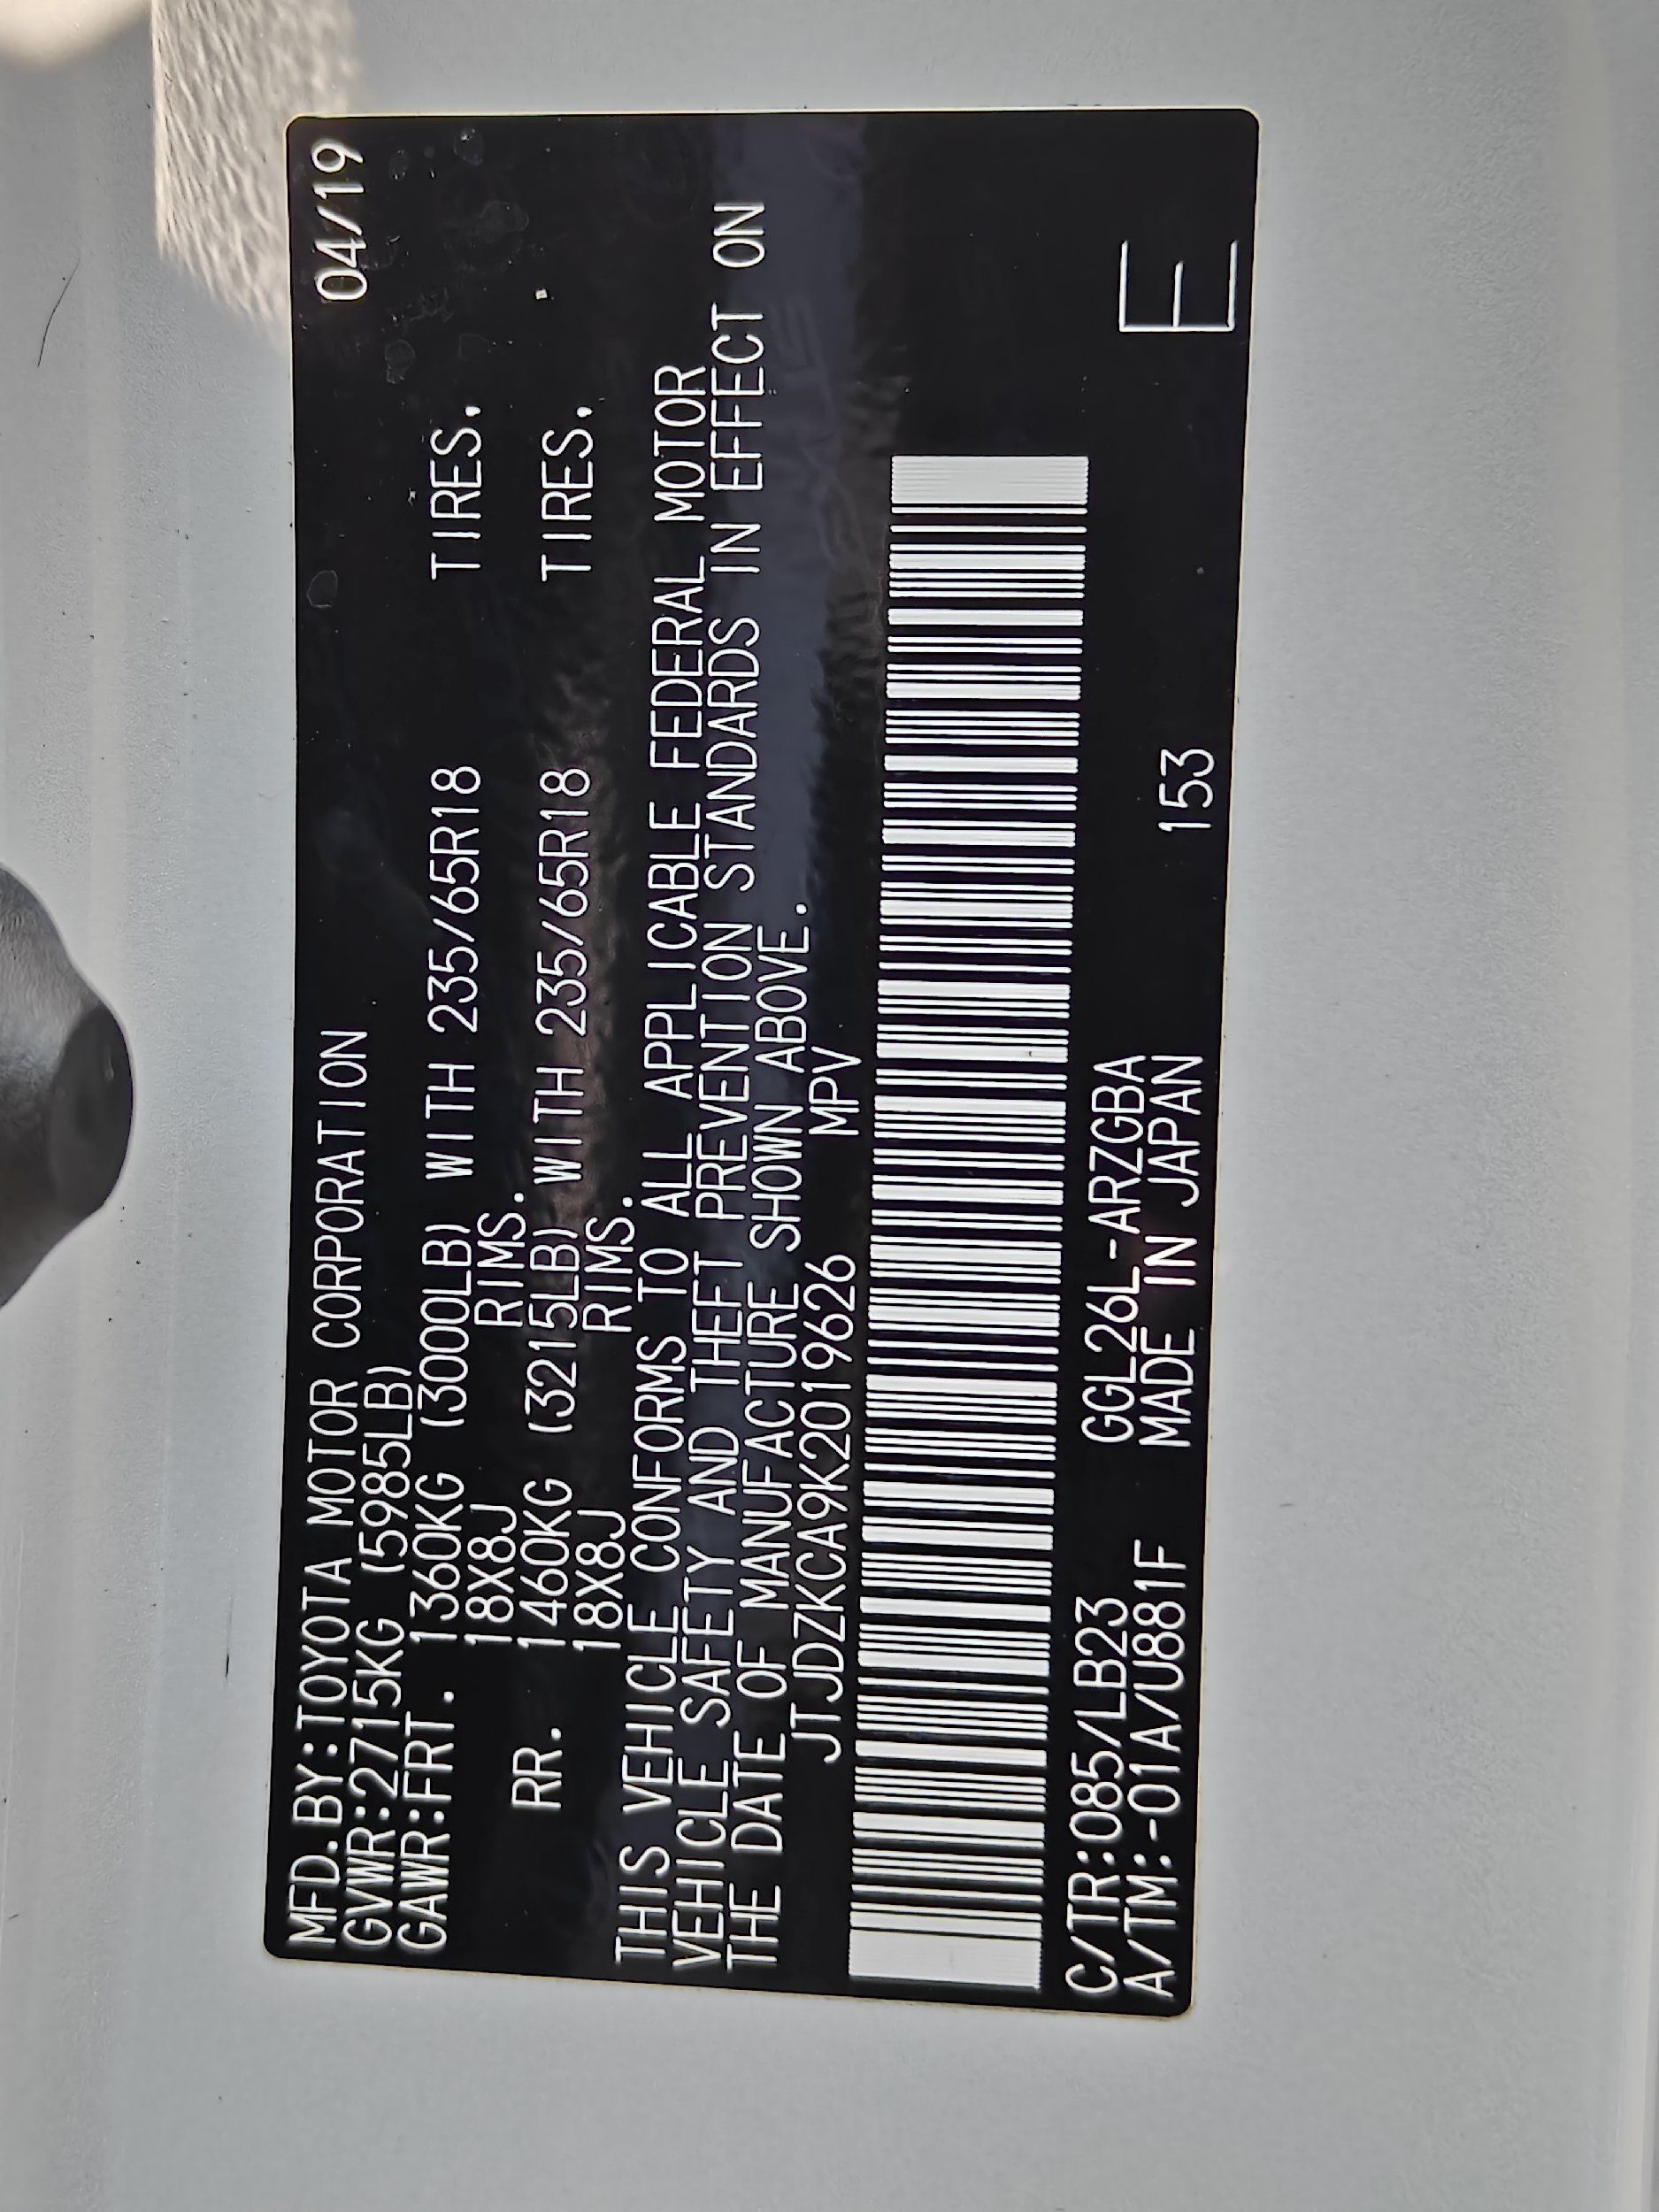 MFD.BY:TOYOTA MOTOR CORPORATION 04/19
GVWR:2715KG (5985LB)
GAWR:FRT. 1360KG (3000LB) WITH 235/65R18 TIRES.
18X8J RIMS.
RR. 1460KG (3215LB) WITH 235/65R18 TIRES.
18X8J RIMS.
THIS VEHICLE CONFORMS TO ALL APPLICABLE FEDERAL MOTOR
VEHICLE SAFETY AND THEFT PREVENTION STANDARDS IN EFFECT ON
THE DATE OF MANUFACTURE SHOWN ABOVE.
JTJDZKCA9K2019626 MPV
C/TR:085/LB23 GGL26L-ARZGBA
A/TM:-01A/U881F MADE IN JAPAN 153 E